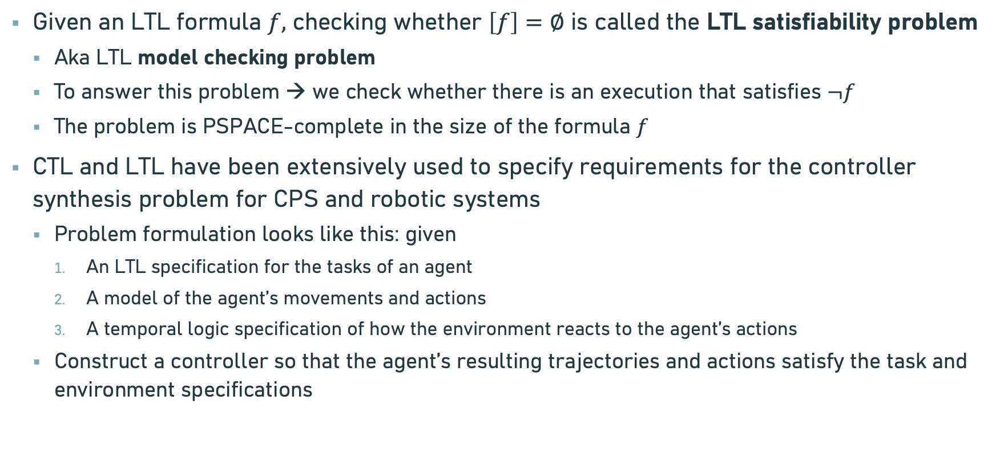 ▪ Given an LTL formula 𝑓, checking whether [𝑓] = ∅ is called the LTL satisfiability problem
▪ Aka LTL model checking problem
▪ To answer this problem → we check whether there is an execution that satisfies ¬𝑓
▪ The problem is PSPACE-complete in the size of the formula 𝑓
▪ CTL and LTL have been extensively used to specify requirements for the controller
synthesis problem for CPS and robotic systems
▪ Problem formulation looks like this: given
1. An LTL specification for the tasks of an agent
2. A model of the agent’s movements and actions
3. A temporal logic specification of how the environment reacts to the agent’s actions
▪ Construct a controller so that the agent’s resulting trajectories and actions satisfy the task and
environment specifications